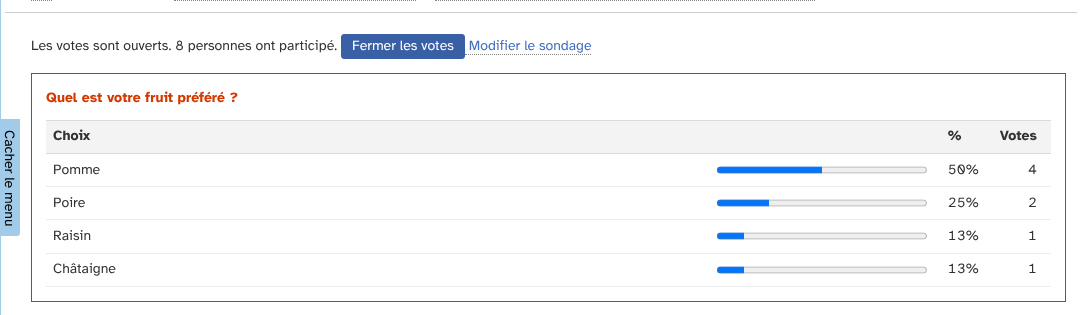 Les votes sont ouverts. 8 personnes ont participé. Fermer les votes Modifier le sondage
Quel est votre fruit préféré ?
Choix % Votes
Pomme 50% 4
Poire 25% 2
Raisin 13% 1
Châtaigne 13% 1
Cacher le menu